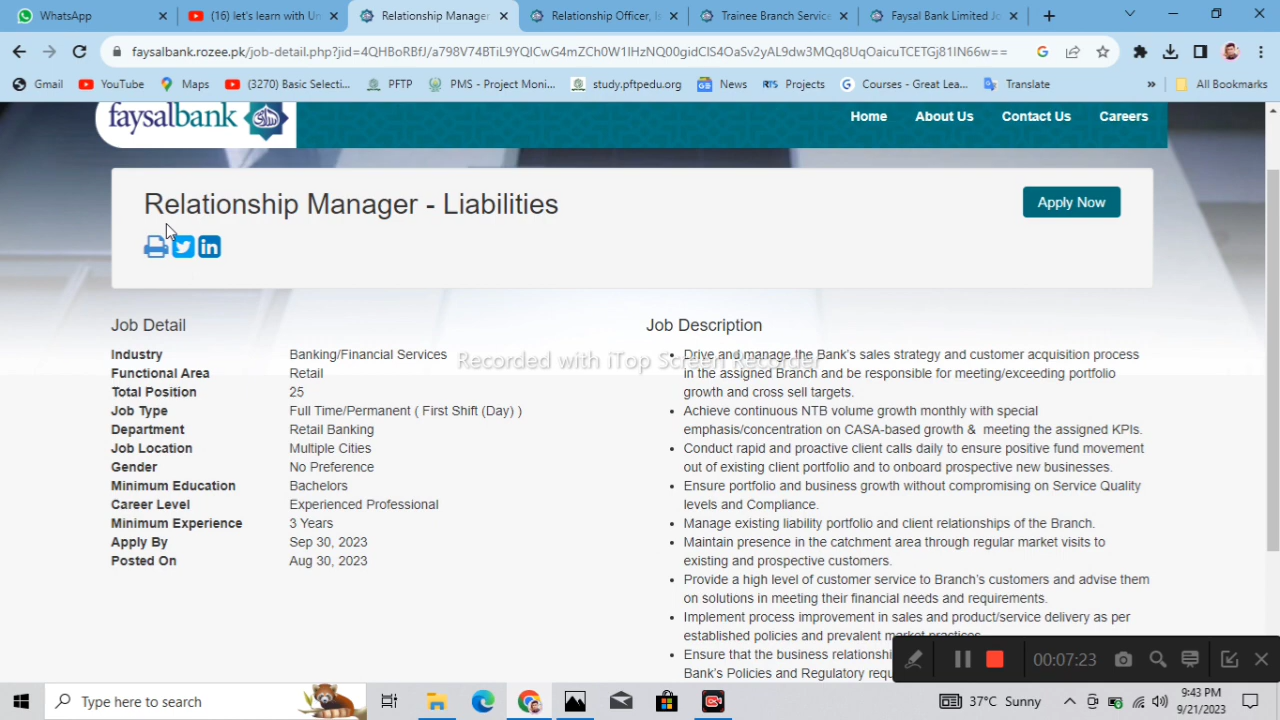 WhatsApp
(16) let's learn with Un
Relationship Manager
Relationship Officer, Is
Trainee Branch Service
Faysal Bank Limited Jo
faysalbank.rozee.pk/job-detail.php?jid=4QHBoRBfJ/a798V74BTiL9YQICwG4mZCh0W1IHzNQ00gidCIS4OaSv2yAL9dw3MQq8UqOaicuTCETGj81IN66w==
Gmail
YouTube
Maps
(3270) Basic Selecti...
PFTP
PMS - Project Moni...
study.pftpedu.org
News
RTS Projects
Courses - Great Lea...
Translate
»
All Bookmarks
faysalbank
Home
About Us
Contact Us
Careers
Relationship Manager - Liabilities
Apply Now
Job Detail
Industry Banking/Financial Services
Functional Area Retail
Total Position 25
Job Type Full Time/Permanent ( First Shift (Day) )
Department Retail Banking
Job Location Multiple Cities
Gender No Preference
Minimum Education Bachelors
Career Level Experienced Professional
Minimum Experience 3 Years
Apply By Sep 30, 2023
Posted On Aug 30, 2023
Job Description
• Drive and manage the Bank's sales strategy and customer acquisition process
in the assigned Branch and be responsible for meeting/exceeding portfolio
growth and cross sell targets.
• Achieve continuous NTB volume growth monthly with special
emphasis/concentration on CASA-based growth & meeting the assigned KPIs.
• Conduct rapid and proactive client calls daily to ensure positive fund movement
out of existing client portfolio and to onboard prospective new businesses.
• Ensure portfolio and business growth without compromising on Service Quality
levels and Compliance.
• Manage existing liability portfolio and client relationships of the Branch.
• Maintain presence in the catchment area through regular market visits to
existing and prospective customers.
• Provide a high level of customer service to Branch's customers and advise them
on solutions in meeting their financial needs and requirements.
• Implement process improvement in sales and product/service delivery as per
established policies and prevalent market practices.
• Ensure that the business relationshi
Bank's Policies and Regulatory requ
Recorded with iTop Screen Recorder
00:07:23
Type here to search
37°C Sunny
9:43 PM
9/21/2023